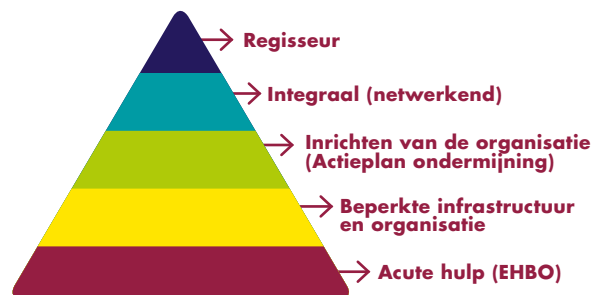 Regisseur
Integraal (netwerkend)
Inrichten van de organisatie
(Actieplan ondermijning)
Beperkte infrastructuur
en organisatie
Acute hulp (EHBO)